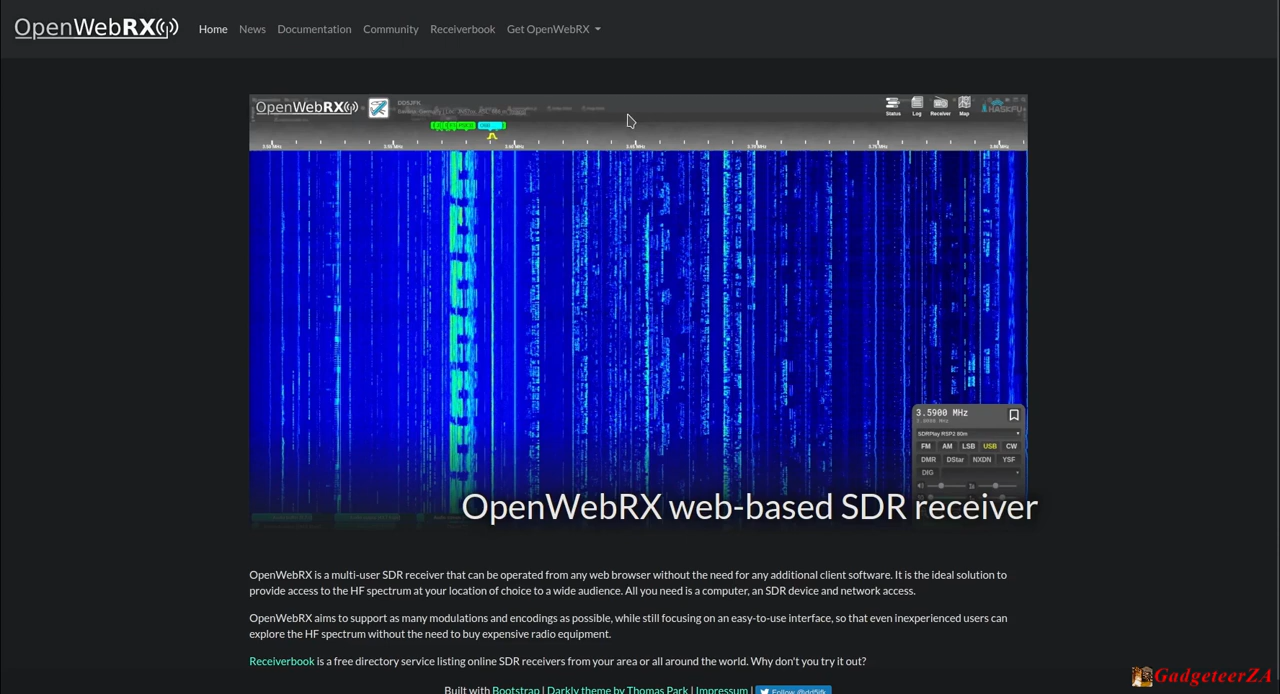 OpenWebRX Home News Documentation Community Receiverbook Get OpenWebRX
OpenWebRX DD5JFK
Status Log Receiver Map HASKFU
3.5900 MHz
SDRPlay RSP2 80m
FM AM LSB USB CW
DMR DStar NXDN YSF
DIG
OpenWebRX web-based SDR receiver
OpenWebRX is a multi-user SDR receiver that can be operated from any web browser without the need for any additional client software. It is the ideal solution to
provide access to the HF spectrum at your location of choice to a wide audience. All you need is a computer, an SDR device and network access.
OpenWebRX aims to support as many modulations and encodings as possible, while still focusing on an easy-to-use interface, so that even inexperienced users can
explore the HF spectrum without the need to buy expensive radio equipment.
Receiverbook is a free directory service listing online SDR receivers from your area or all around the world. Why don't you try it out?
Built with Bootstrap | Darkly theme by Thomas Park | Impressum | Follow @dd5jfk
GadgeteerZA